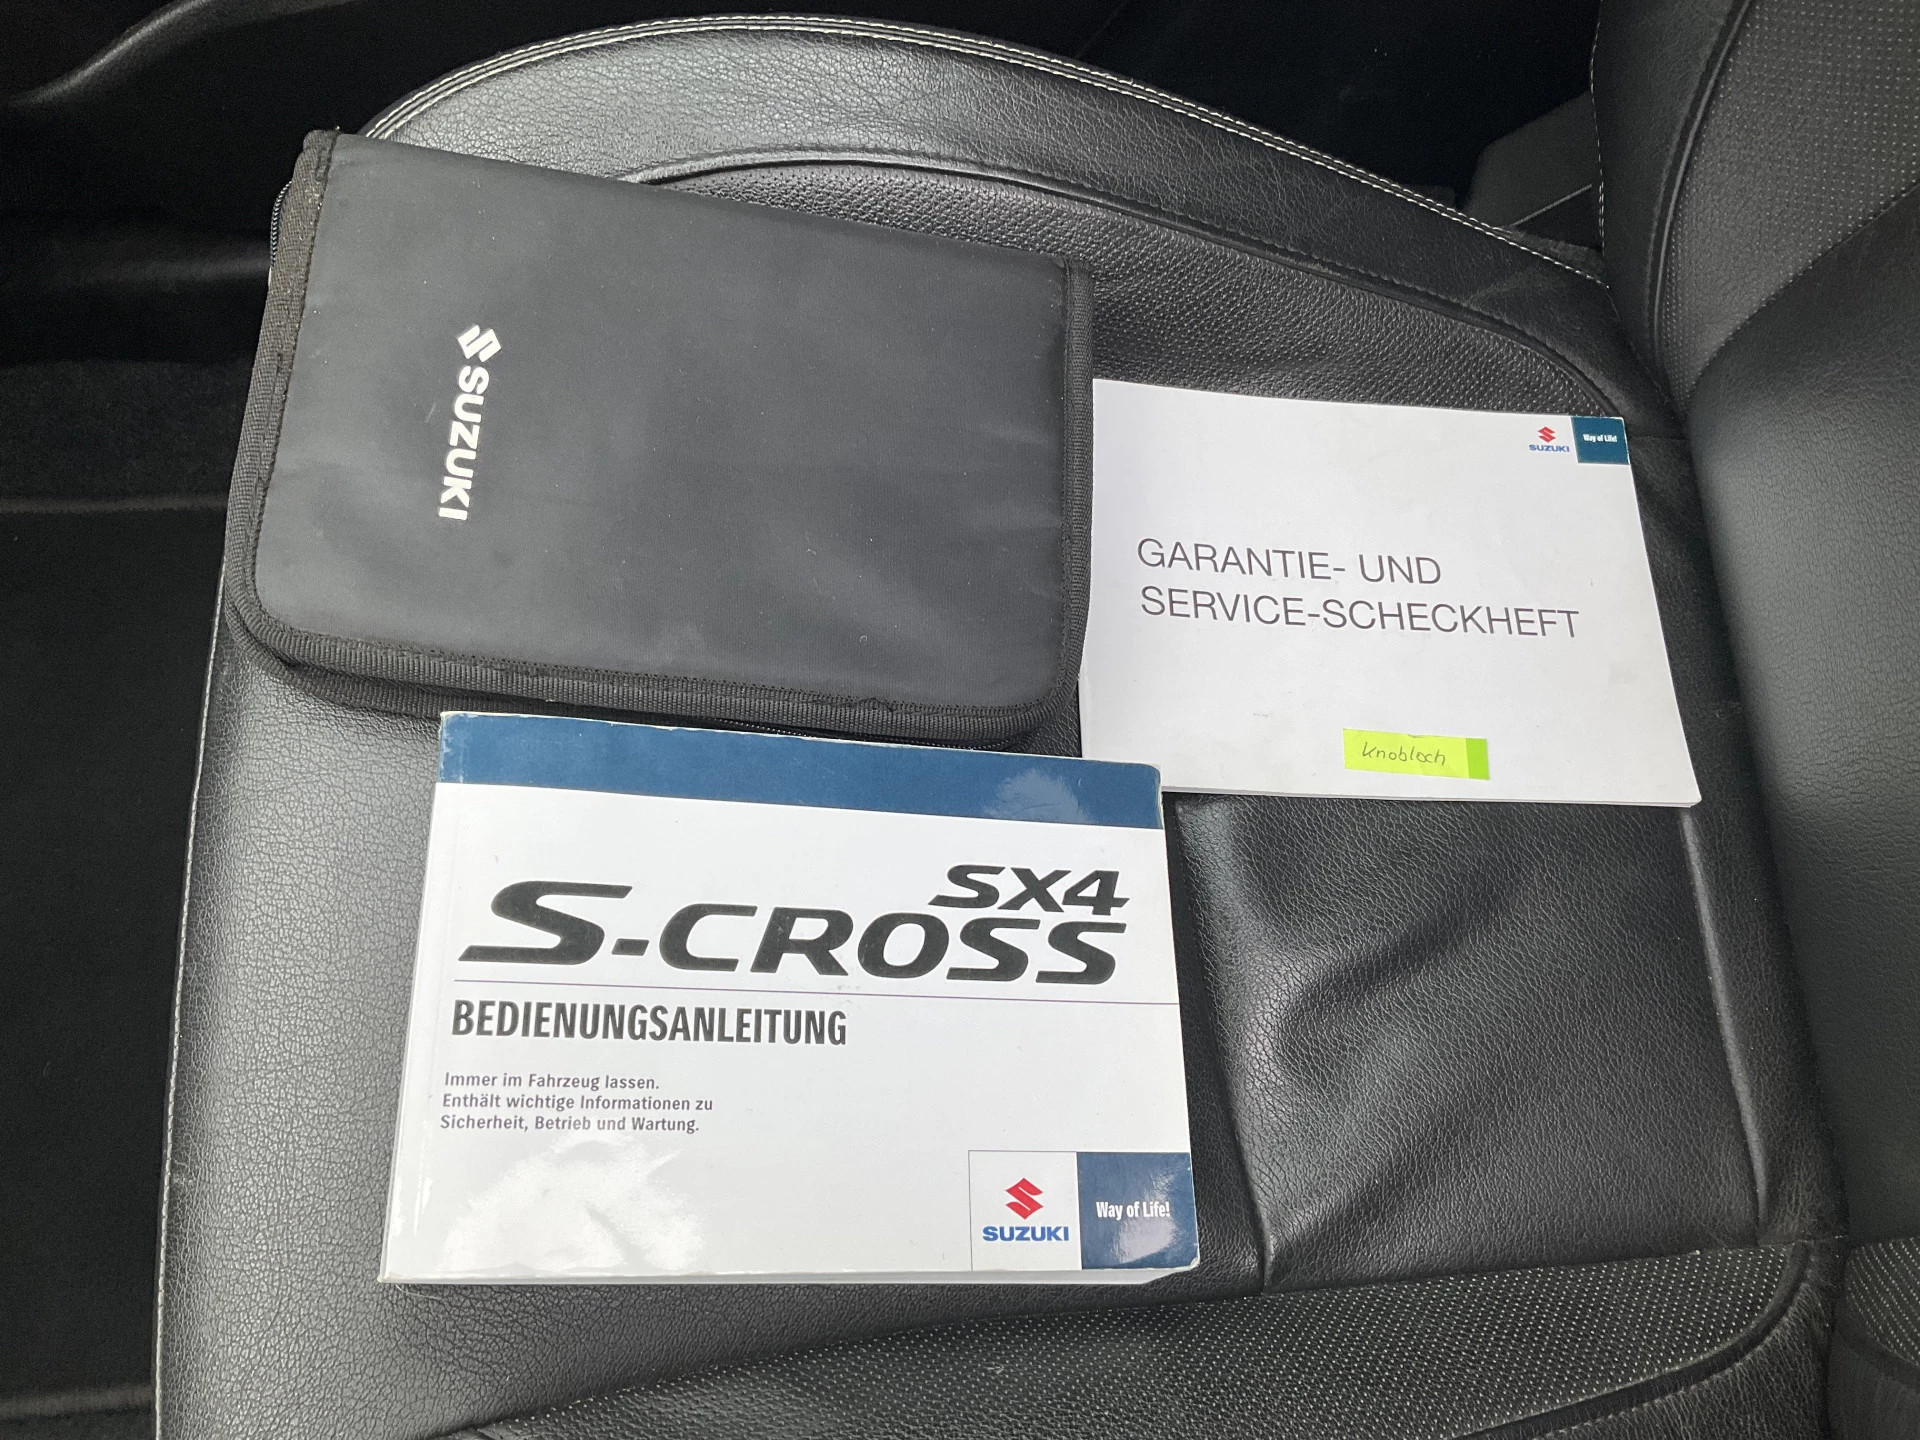 SUZUKI
SUZUKI
Way of Life!
GARANTIE- UND
SERVICE-SCHECKHEFT
Knobloch
SX4
S-CROSS
BEDIENUNGSANLEITUNG
Immer im Fahrzeug lassen.
Enthält wichtige Informationen zu
Sicherheit, Betrieb und Wartung.
SUZUKI
Way of Life!